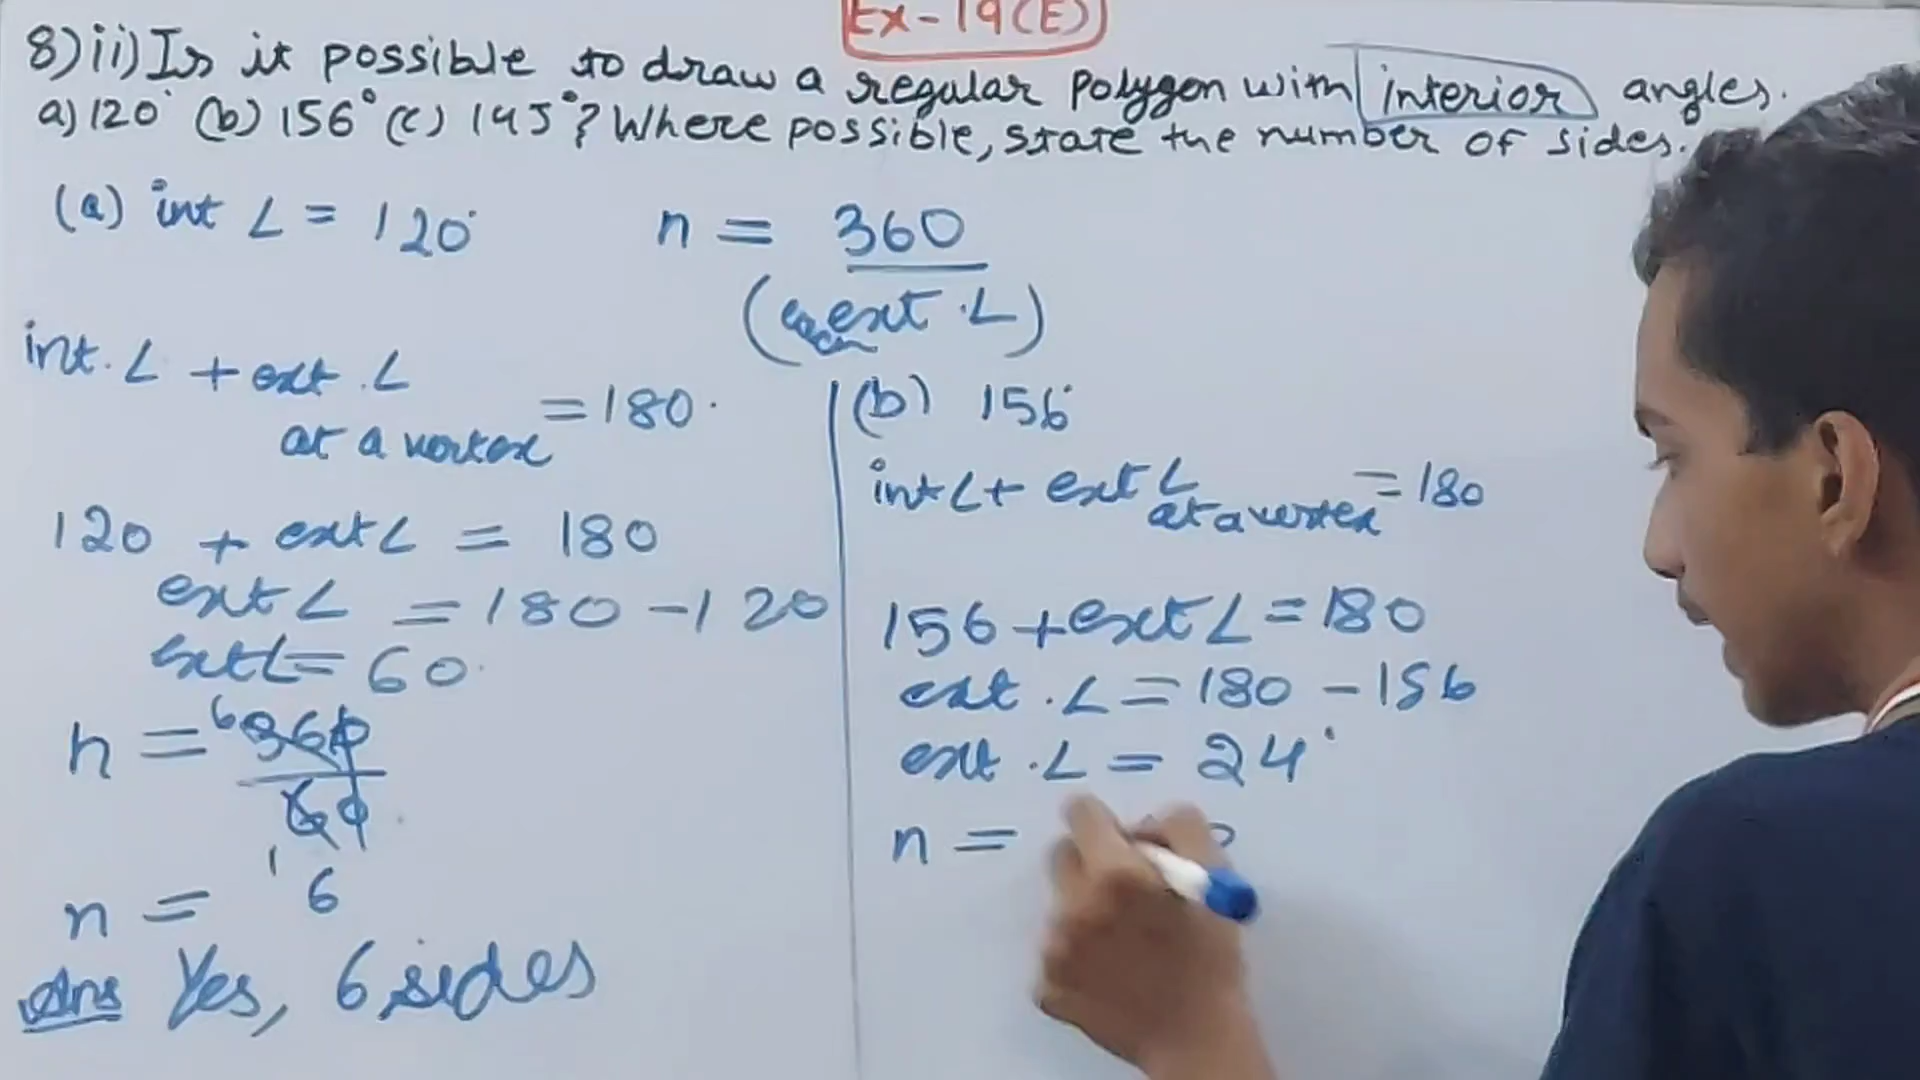 Ex-19(E)
8)ii) Is it possible to draw a regular polygon with interior angles.
a) 120° (b) 156° (c) 145°? Where possible, state the number of sides.
(a) int ∠ = 120°
n = 360
(each ext.∠)
int.∠ + ext.∠
at a vertex = 180.
120 + ext∠ = 180
ext∠ = 180 - 120
ext∠ = 60.
n = 360
60
6
1
n = 6
Ans Yes, 6 sides
(b) 156°
int∠ + ext∠
at a vertex = 180
156 + ext∠ = 180
ext.∠ = 180 - 156
ext.∠ = 24°
n =